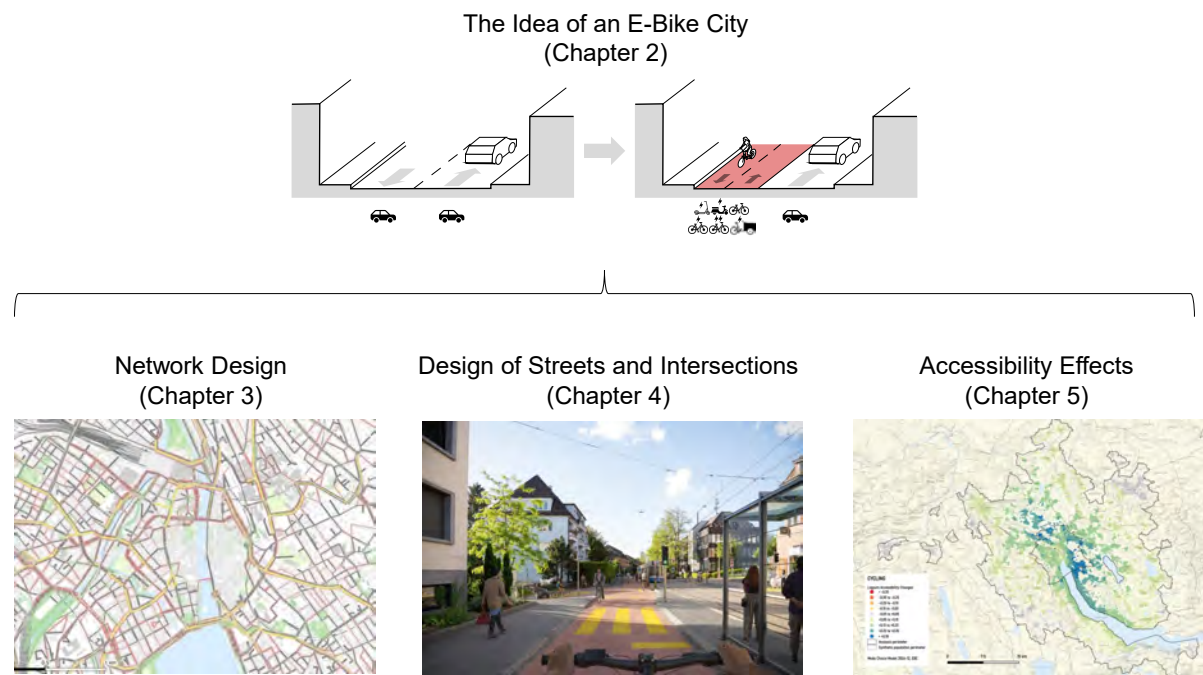 The Idea of an E-Bike City
(Chapter 2)
Network Design
(Chapter 3)
Design of Streets and Intersections
(Chapter 4)
Accessibility Effects
(Chapter 5)
CYCLING